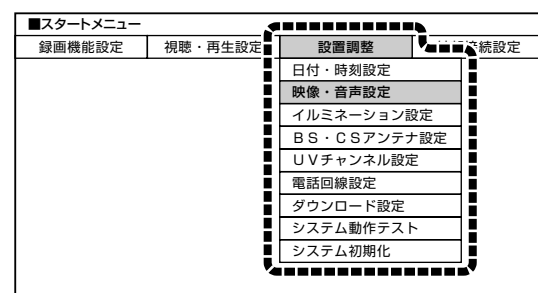 ■スタートメニュー
録画機能設定 視聴・再生設定 設置調整 接続設定
日付・時刻設定
映像・音声設定
イルミネーション設定
BS・CSアンテナ設定
UVチャンネル設定
電話回線設定
ダウンロード設定
システム動作テスト
システム初期化